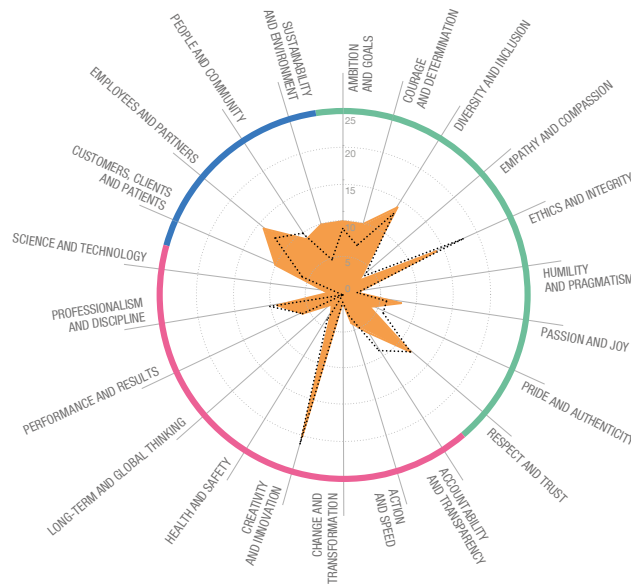 AMBITION
AND GOALS
COURAGE
AND DETERMINATION
DIVERSITY AND INCLUSION
EMPATHY AND COMPASSION
ETHICS AND INTEGRITY
HUMILITY
AND PRAGMATISM
PASSION AND JOY
PRIDE AND AUTHENTICITY
RESPECT AND TRUST
ACCOUNTABILITY
AND TRANSPARENCY
ACTION
AND SPEED
CHANGE AND
TRANSFORMATION
CREATIVITY
AND INNOVATION
HEALTH AND SAFETY
LONG-TERM AND GLOBAL THINKING
PERFORMANCE AND RESULTS
PROFESSIONALISM
AND DISCIPLINE
SCIENCE AND TECHNOLOGY
CUSTOMERS, CLIENTS
AND PATIENTS
EMPLOYEES AND PARTNERS
PEOPLE AND COMMUNITY
SUSTAINABILITY
AND ENVIRONMENT
25
20
15
10
5
0